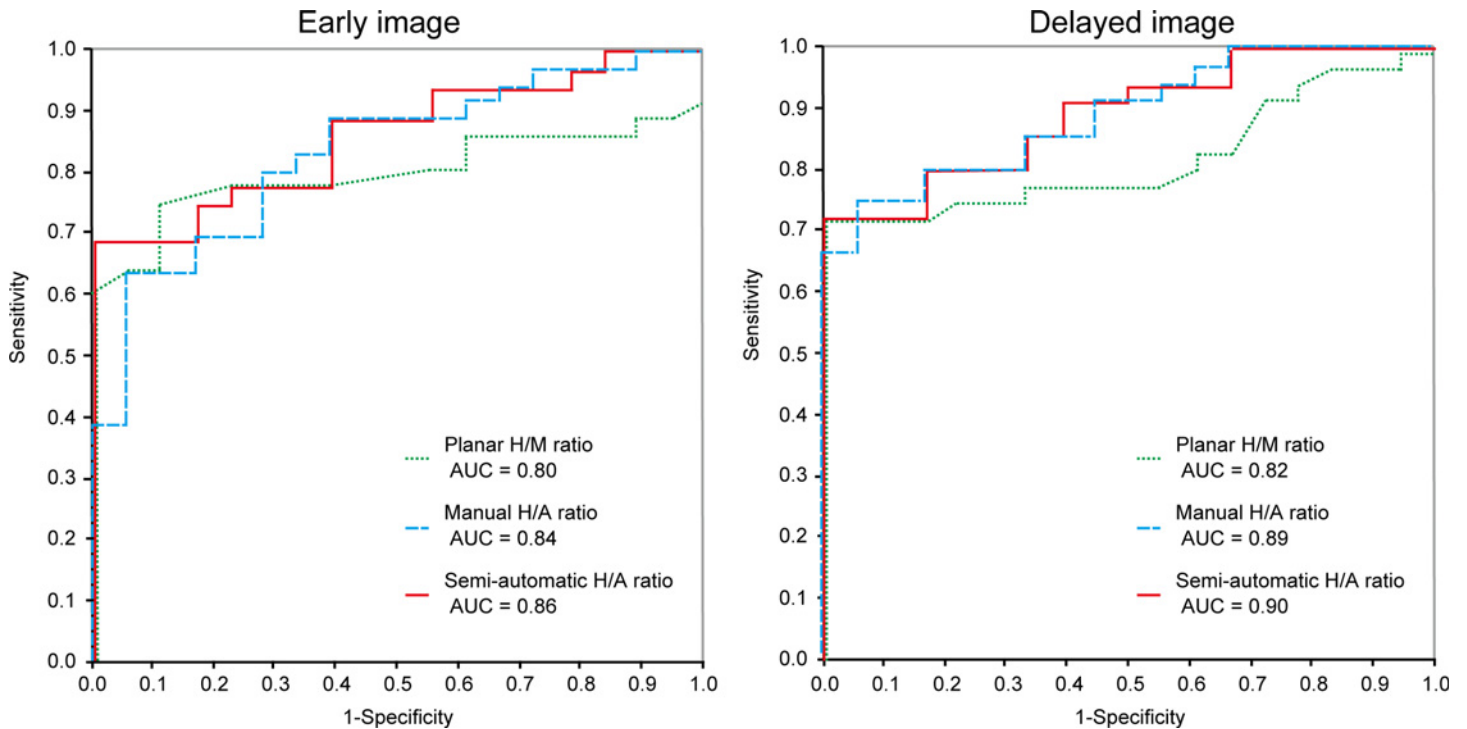 Early image
1.0
0.9
0.8
0.7
0.6
0.5
0.4
0.3
0.2
0.1
0.0
Sensitivity
0.0 0.1 0.2 0.3 0.4 0.5 0.6 0.7 0.8 0.9 1.0
1-Specificity
Planar H/M ratio
AUC = 0.80
Manual H/A ratio
AUC = 0.84
Semi-automatic H/A ratio
AUC = 0.86
Delayed image
1.0
0.9
0.8
0.7
0.6
0.5
0.4
0.3
0.2
0.1
0.0
Sensitivity
0.0 0.1 0.2 0.3 0.4 0.5 0.6 0.7 0.8 0.9 1.0
1-Specificity
Planar H/M ratio
AUC = 0.82
Manual H/A ratio
AUC = 0.89
Semi-automatic H/A ratio
AUC = 0.90